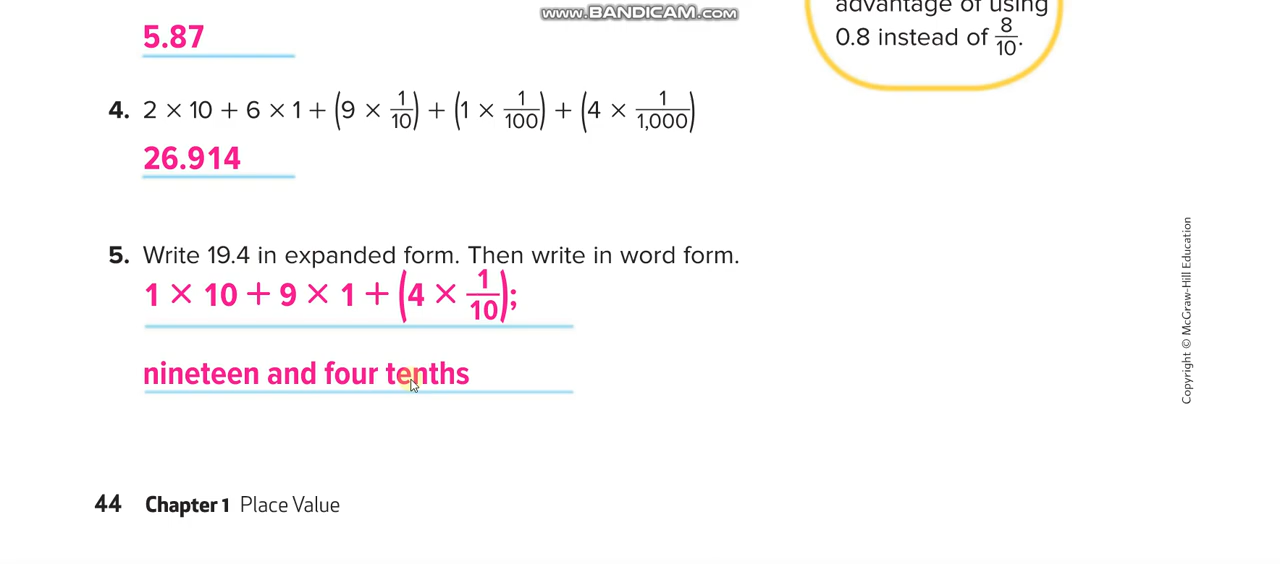 www.BANDICAM.com
advantage of using
0.8 instead of 8/10.
5.87
4. 2 × 10 + 6 × 1 + (9 × 1/10) + (1 × 1/100) + (4 × 1/1,000)
26.914
5. Write 19.4 in expanded form. Then write in word form.
1 × 10 + 9 × 1 + (4 × 1/10);
nineteen and four tenths
Copyright © McGraw-Hill Education
44 Chapter 1 Place Value